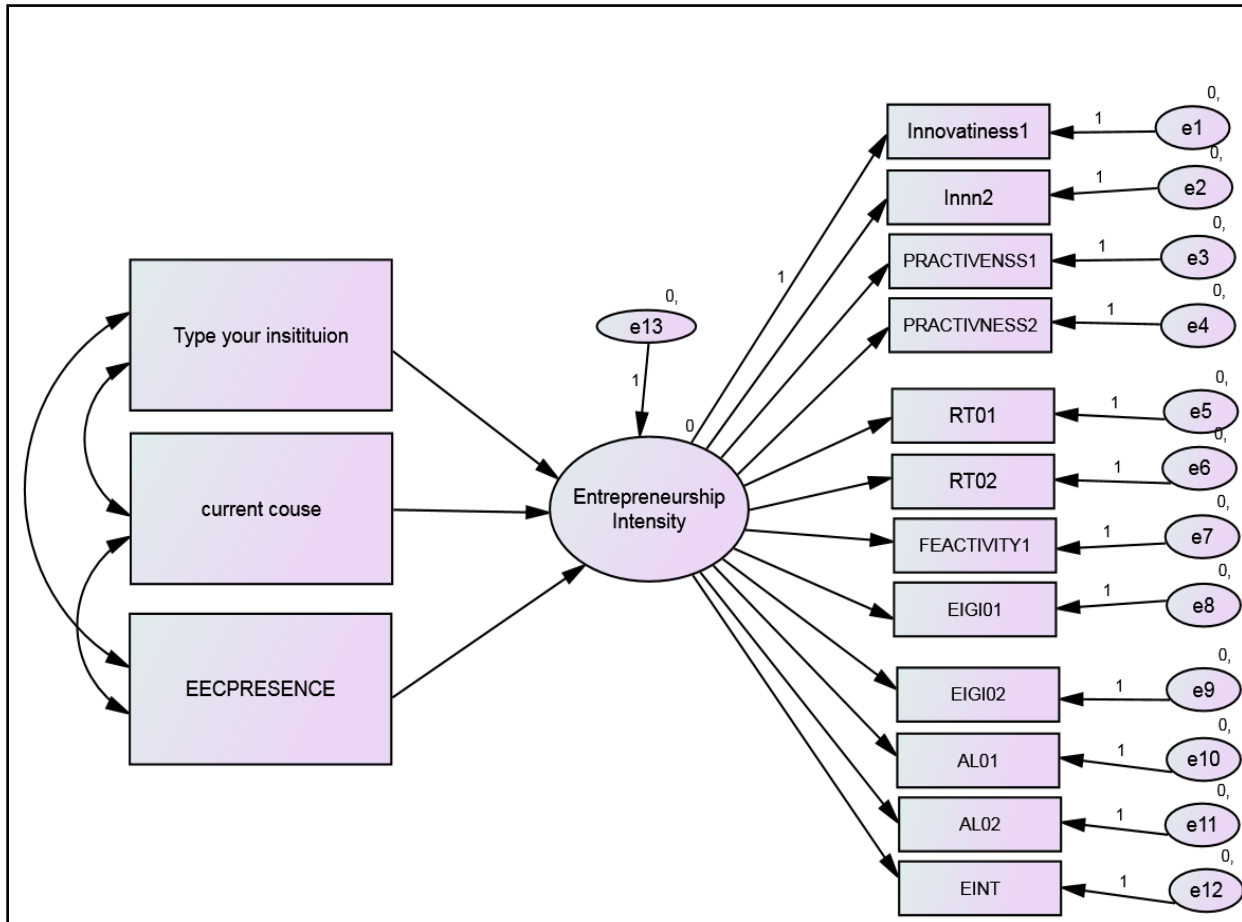 Type your insitituion
current couse
EECPRESENCE
0,
e13
1
0
Entrepreneurship
Intensity
1
Innovatiness1
1
0,
e1
Innn2
1
0,
e2
PRACTIVENSS1
1
0,
e3
PRACTIVNESS2
1
0,
e4
RT01
1
0,
e5
RT02
1
0,
e6
FEACTIVITY1
1
0,
e7
EIGI01
1
0,
e8
EIGI02
1
0,
e9
AL01
1
0,
e10
AL02
1
0,
e11
EINT
1
0,
e12